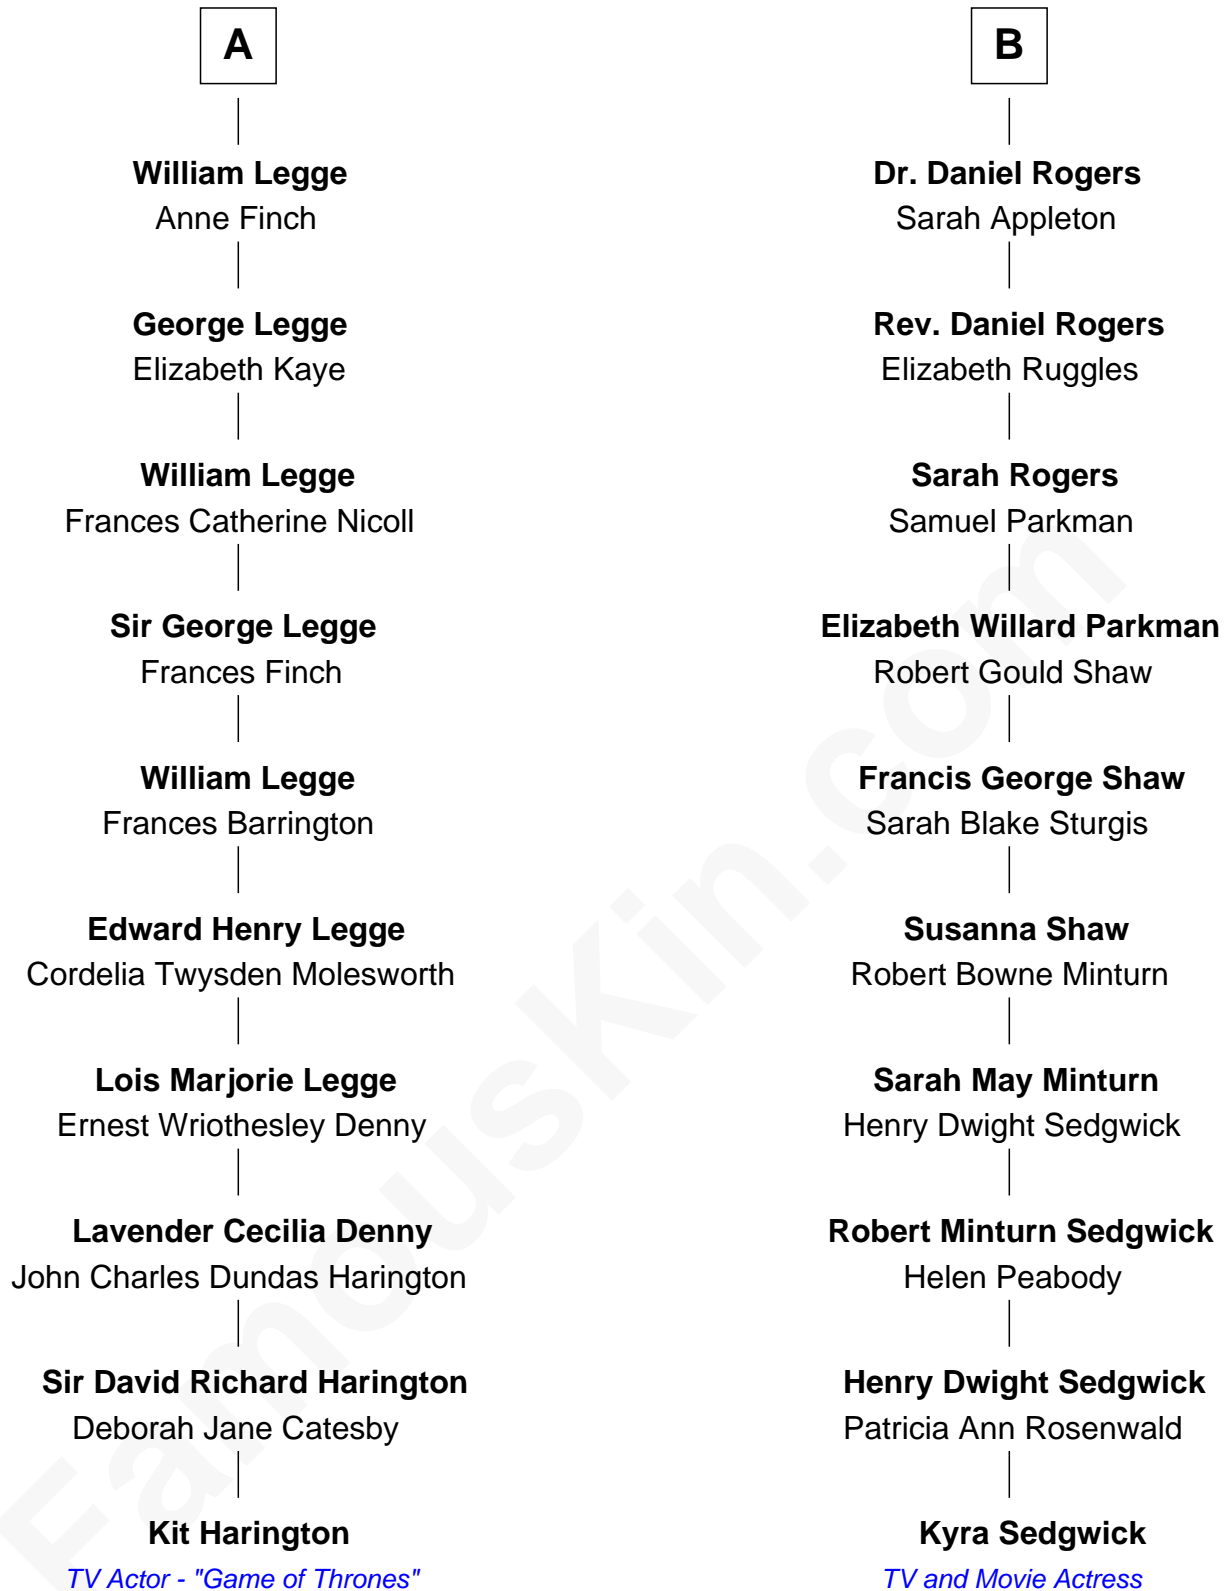 A
William Legge
Anne Finch
George Legge
Elizabeth Kaye
William Legge
Frances Catherine Nicoll
Sir George Legge
Frances Finch
William Legge
Frances Barrington
Edward Henry Legge
Cordelia Twysden Molesworth
Lois Marjorie Legge
Ernest Wriothesley Denny
Lavender Cecilia Denny
John Charles Dundas Harington
Sir David Richard Harington
Deborah Jane Catesby
Kit Harington
TV Actor - "Game of Thrones"
B
Dr. Daniel Rogers
Sarah Appleton
Rev. Daniel Rogers
Elizabeth Ruggles
Sarah Rogers
Samuel Parkman
Elizabeth Willard Parkman
Robert Gould Shaw
Francis George Shaw
Sarah Blake Sturgis
Susanna Shaw
Robert Bowne Minturn
Sarah May Minturn
Henry Dwight Sedgwick
Robert Minturn Sedgwick
Helen Peabody
Henry Dwight Sedgwick
Patricia Ann Rosenwald
Kyra Sedgwick
TV and Movie Actress
FamousKin.com